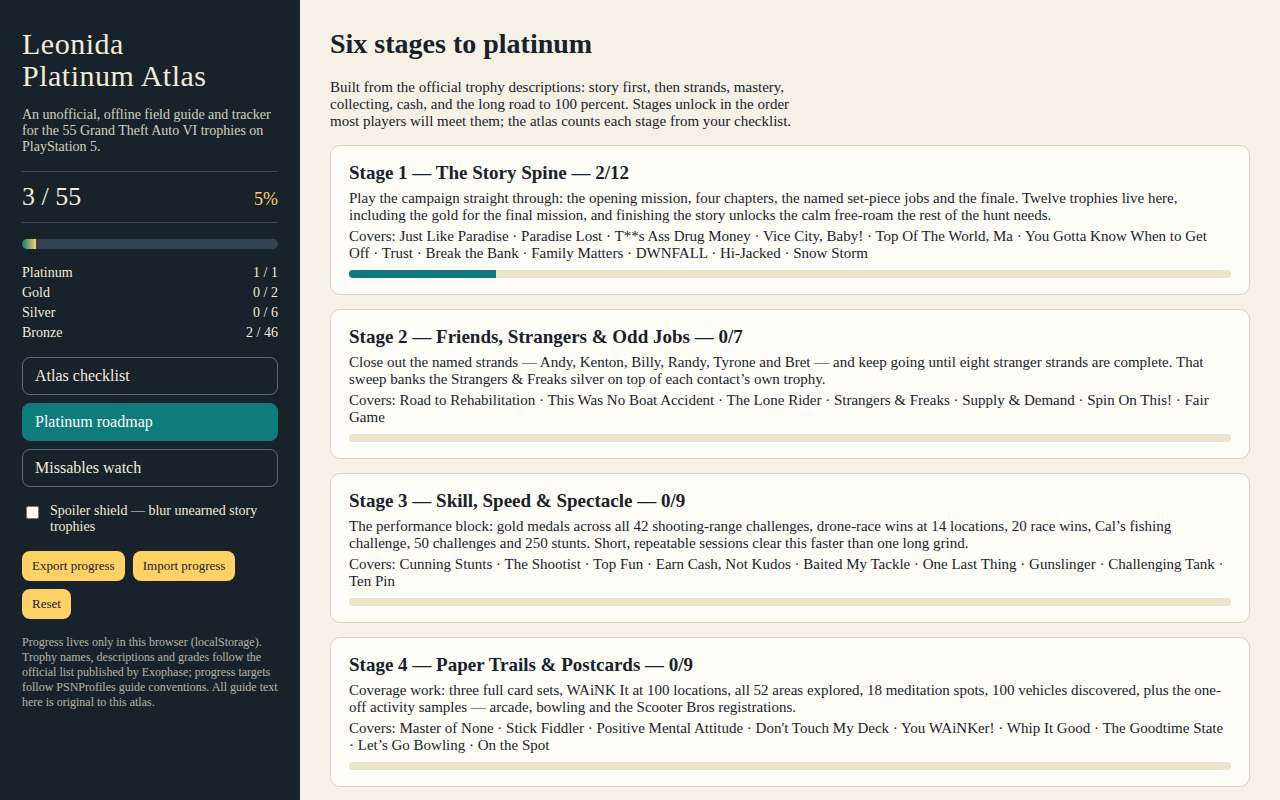 Leonida
Platinum Atlas
An unofficial, offline field guide and tracker
for the 55 Grand Theft Auto VI trophies on
PlayStation 5.
3 / 55 5%
Platinum 1 / 1
Gold 0 / 2
Silver 0 / 6
Bronze 2 / 46
Atlas checklist
Platinum roadmap
Missables watch
Spoiler shield — blur unearned story
trophies
Export progress Import progress
Reset
Progress lives only in this browser (localStorage).
Trophy names, descriptions and grades follow the
official list published by Exophase; progress targets
follow PSNProfiles guide conventions. All guide text
here is original to this atlas.
Six stages to platinum
Built from the official trophy descriptions: story first, then strands, mastery,
collecting, cash, and the long road to 100 percent. Stages unlock in the order
most players will meet them; the atlas counts each stage from your checklist.
Stage 1 — The Story Spine — 2/12
Play the campaign straight through: the opening mission, four chapters, the named set-piece jobs and the finale. Twelve trophies live here,
including the gold for the final mission, and finishing the story unlocks the calm free-roam the rest of the hunt needs.
Covers: Just Like Paradise · Paradise Lost · T**s Ass Drug Money · Vice City, Baby! · Top Of The World, Ma · You Gotta Know When to Get
Off · Trust · Break the Bank · Family Matters · DWNFALL · Hi-Jacked · Snow Storm
Stage 2 — Friends, Strangers & Odd Jobs — 0/7
Close out the named strands — Andy, Kenton, Billy, Randy, Tyrone and Bret — and keep going until eight stranger strands are complete. That
sweep banks the Strangers & Freaks silver on top of each contact’s own trophy.
Covers: Road to Rehabilitation · This Was No Boat Accident · The Lone Rider · Strangers & Freaks · Supply & Demand · Spin On This! · Fair
Game
Stage 3 — Skill, Speed & Spectacle — 0/9
The performance block: gold medals across all 42 shooting-range challenges, drone-race wins at 14 locations, 20 race wins, Cal’s fishing
challenge, 50 challenges and 250 stunts. Short, repeatable sessions clear this faster than one long grind.
Covers: Cunning Stunts · The Shootist · Top Fun · Earn Cash, Not Kudos · Baited My Tackle · One Last Thing · Gunslinger · Challenging Tank ·
Ten Pin
Stage 4 — Paper Trails & Postcards — 0/9
Coverage work: three full card sets, WAiNK It at 100 locations, all 52 areas explored, 18 meditation spots, 100 vehicles discovered, plus the one-
off activity samples — arcade, bowling and the Scooter Bros registrations.
Covers: Master of None · Stick Fiddler · Positive Mental Attitude · Don't Touch My Deck · You WAiNKer! · Whip It Good · The Goodtime State
· Let’s Go Bowling · On the Spot